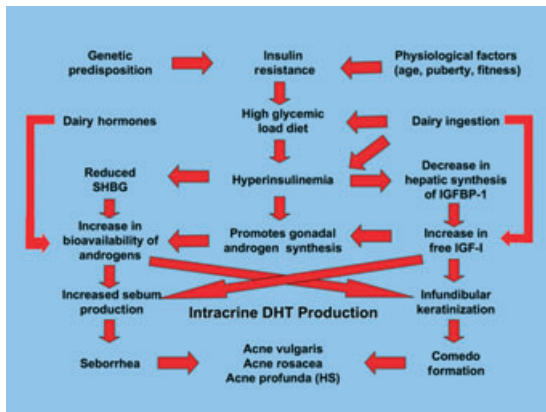 Genetic
predisposition
Insulin
resistance
Physiological factors
(age, puberty, fitness)
Dairy hormones
High glycemic
load diet
Dairy ingestion
Reduced
SHBG
Hyperinsulinemia
Decrease in
hepatic synthesis
of IGFBP-1
Increase in
bioavailability of
androgens
Promotes gonadal
androgen synthesis
Increase in
free IGF-I
Increased sebum
production
Intracrine DHT Production
Infundibular
keratinization
Seborrhea
Acne vulgaris
Acne rosacea
Acne profunda (HS)
Comedo
formation